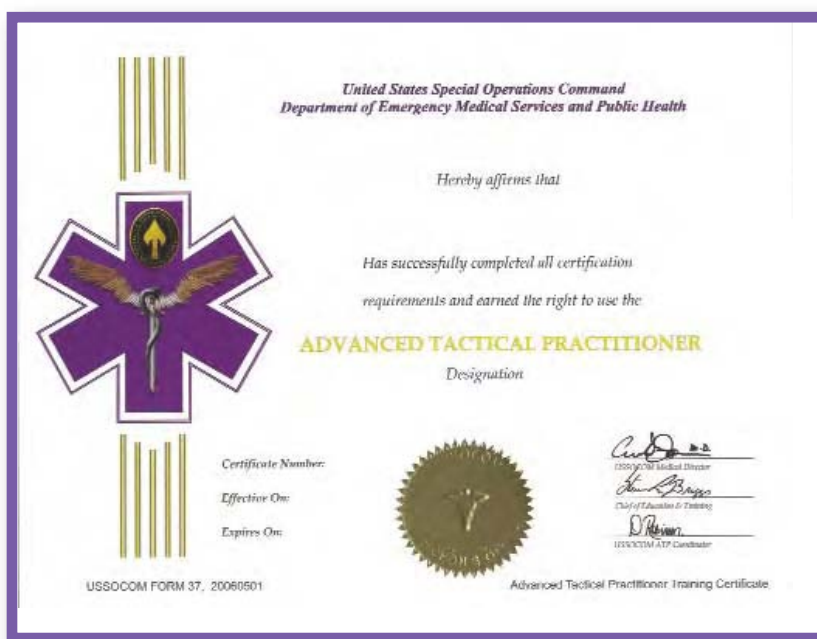 United States Special Operations Command
Department of Emergency Medical Services and Public Health
Hereby affirms that
Has successfully completed all certification
requirements and earned the right to use the
ADVANCED TACTICAL PRACTITIONER
Designation
Certificate Number:
Effective On:
Expires On:
USSOCOM Medical Director
Chief of Education & Training
USSOCOM ATP Coordinator
USSOCOM FORM 37, 20060501
Advanced Tactical Practitioner Training Certificate